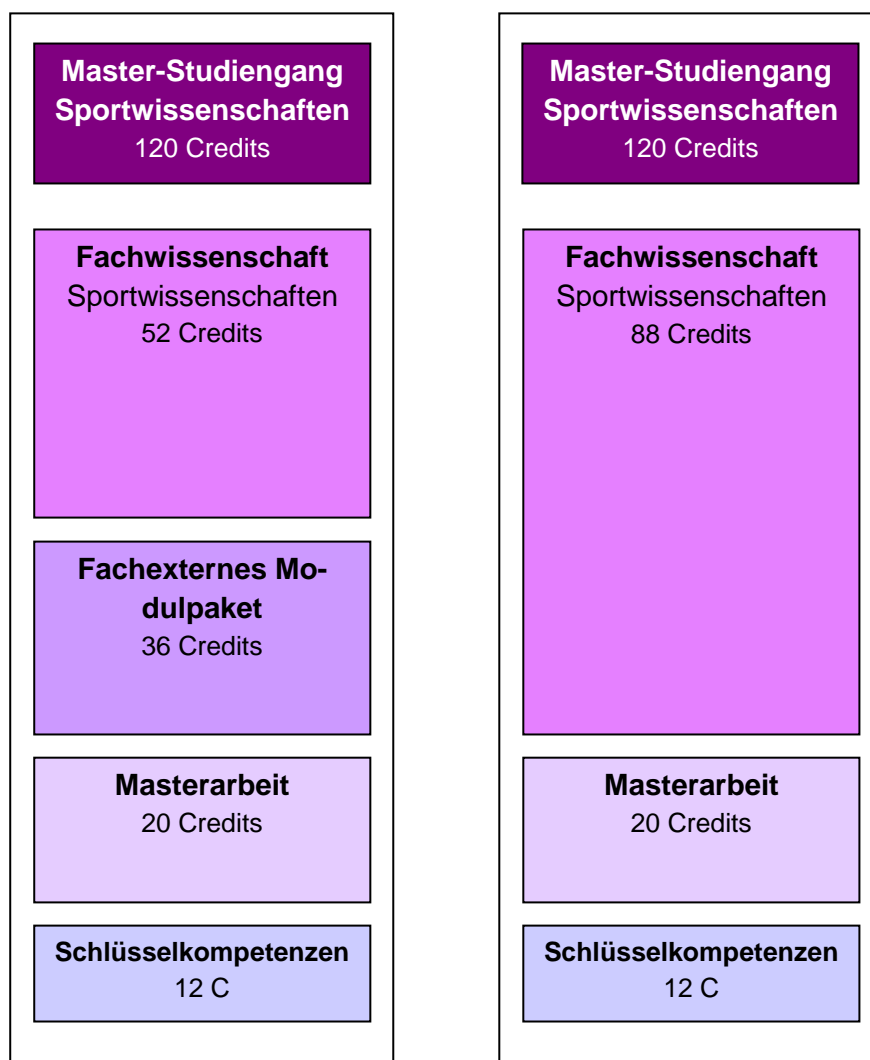 Master-Studiengang
Sportwissenschaften
120 Credits
Fachwissenschaft
Sportwissenschaften
52 Credits
Fachexternes Mo-
dulpaket
36 Credits
Masterarbeit
20 Credits
Schlüsselkompetenzen
12 C
Master-Studiengang
Sportwissenschaften
120 Credits
Fachwissenschaft
Sportwissenschaften
88 Credits
Masterarbeit
20 Credits
Schlüsselkompetenzen
12 C